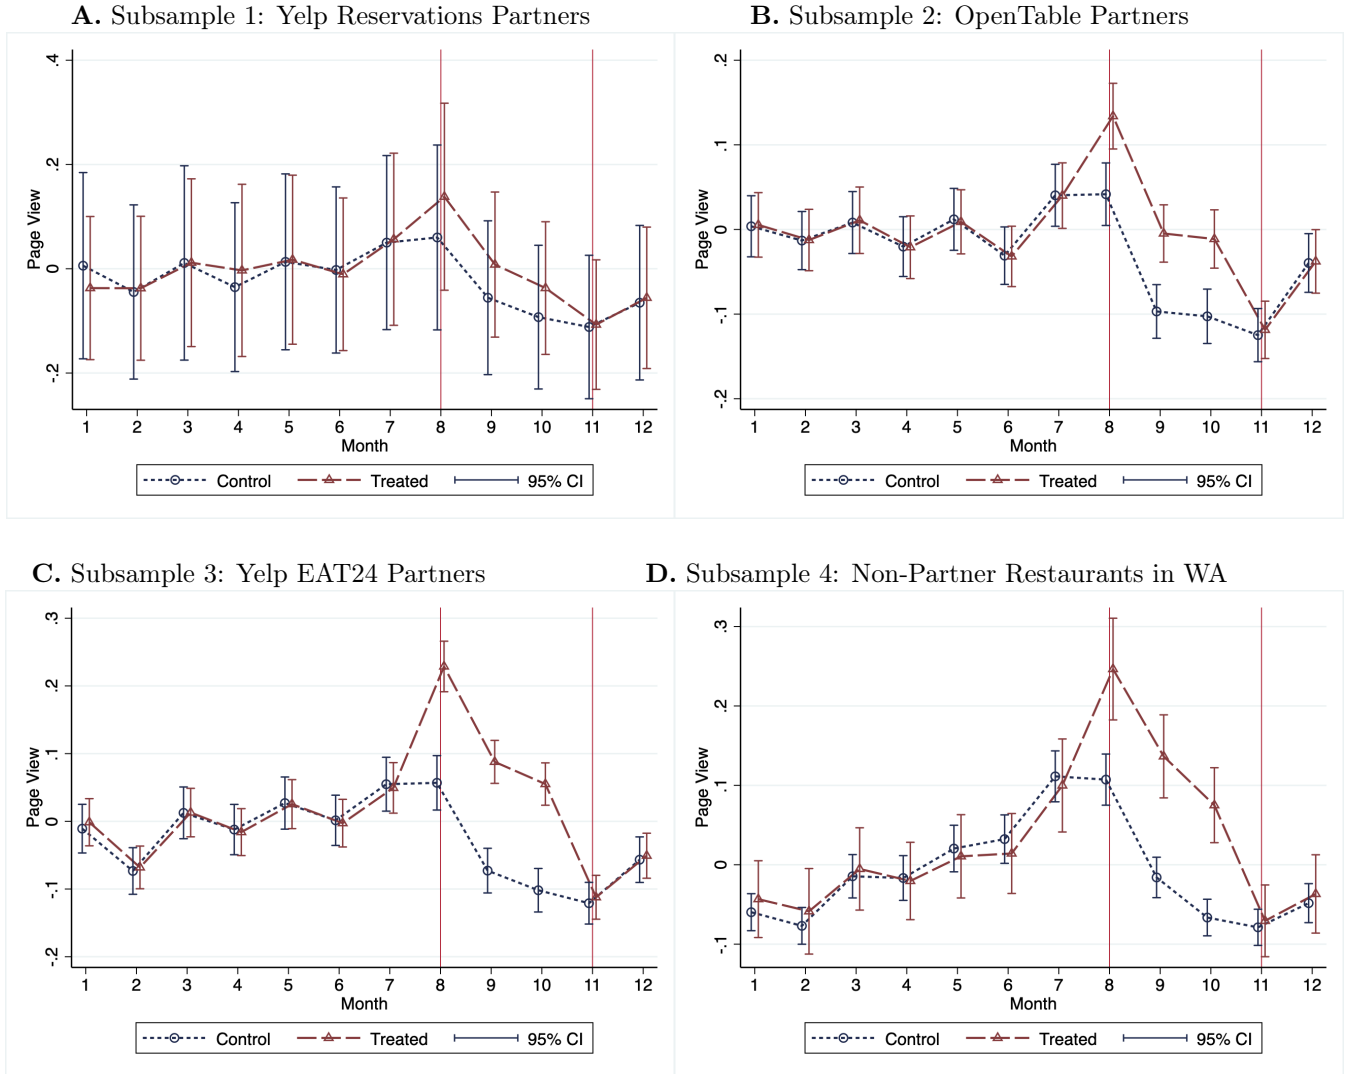 A. Subsample 1: Yelp Reservations Partners
Page View
.4
.2
0
-.2
1 2 3 4 5 6 7 8 9 10 11 12
Month
Control Treated 95% CI
B. Subsample 2: OpenTable Partners
Page View
.2
.1
0
-.1
-.2
1 2 3 4 5 6 7 8 9 10 11 12
Month
Control Treated 95% CI
C. Subsample 3: Yelp EAT24 Partners
Page View
.3
.2
.1
0
-.1
-.2
1 2 3 4 5 6 7 8 9 10 11 12
Month
Control Treated 95% CI
D. Subsample 4: Non-Partner Restaurants in WA
Page View
.3
.2
.1
0
-.1
1 2 3 4 5 6 7 8 9 10 11 12
Month
Control Treated 95% CI